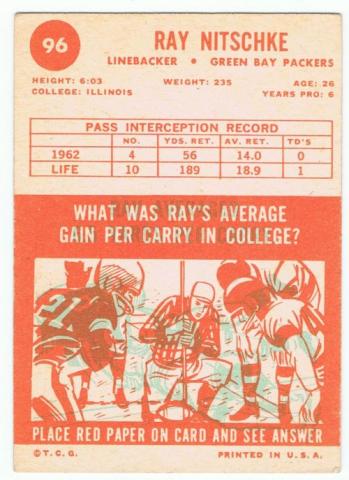 96
RAY NITSCHKE
LINEBACKER • GREEN BAY PACKERS
HEIGHT: 6:03 WEIGHT: 235 AGE: 26
COLLEGE: ILLINOIS YEARS PRO: 6
PASS INTERCEPTION RECORD
NO. YDS. RET. AV. RET. TD'S
1962 4 56 14.0 0
LIFE 10 189 18.9 1
WHAT WAS RAY'S AVERAGE
GAIN PER CARRY IN COLLEGE?
21
PLACE RED PAPER ON CARD AND SEE ANSWER
© T.C.G. PRINTED IN U.S.A.